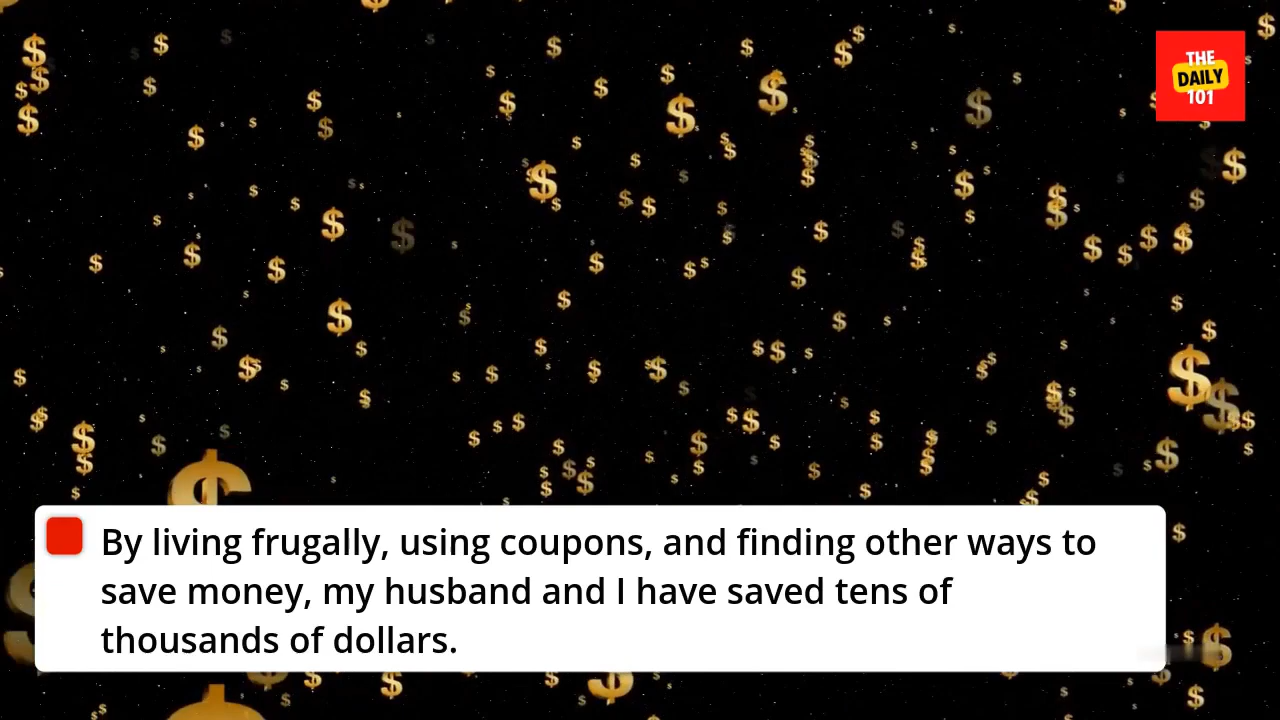 THE
DAILY
101
By living frugally, using coupons, and finding other ways to
save money, my husband and I have saved tens of
thousands of dollars.